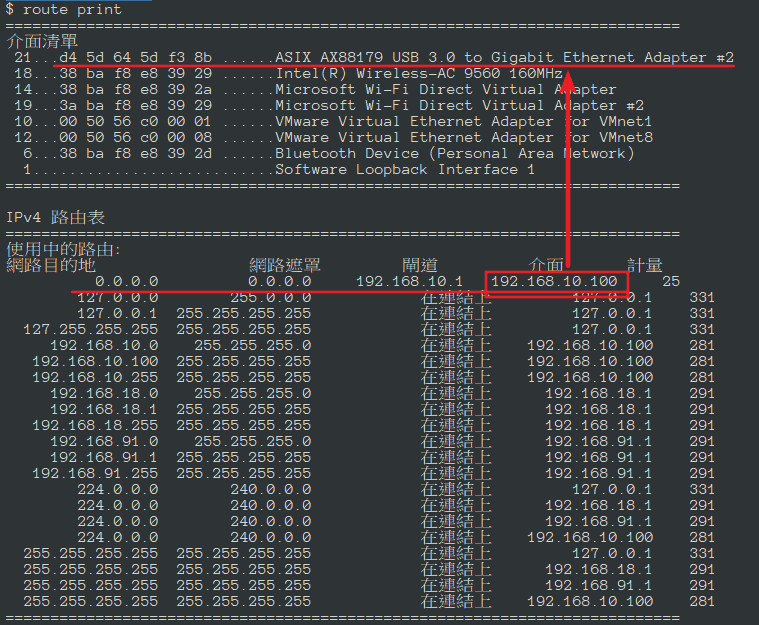 $ route print
===========================================================================
介面清單
 21...d4 5d 64 5d f3 8b ......ASIX AX88179 USB 3.0 to Gigabit Ethernet Adapter #2
 18...38 ba f8 e8 39 29 ......Intel(R) Wireless-AC 9560 160MHz
 14...38 ba f8 e8 39 2a ......Microsoft Wi-Fi Direct Virtual Adapter
 19...3a ba f8 e8 39 29 ......Microsoft Wi-Fi Direct Virtual Adapter #2
 10...00 50 56 c0 00 01 ......VMware Virtual Ethernet Adapter for VMnet1
 12...00 50 56 c0 00 08 ......VMware Virtual Ethernet Adapter for VMnet8
  6...38 ba f8 e8 39 2d ......Bluetooth Device (Personal Area Network)
  1...........................Software Loopback Interface 1
===========================================================================
IPv4 路由表
===========================================================================
使用中的路由:
網路目的地 網路遮罩 閘道 介面 計量
0.0.0.0 0.0.0.0 192.168.10.1 192.168.10.100 25
127.0.0.0 255.0.0.0 在連結上 127.0.0.1 331
127.0.0.1 255.255.255.255 在連結上 127.0.0.1 331
127.255.255.255 255.255.255.255 在連結上 127.0.0.1 331
192.168.10.0 255.255.255.0 在連結上 192.168.10.100 281
192.168.10.100 255.255.255.255 在連結上 192.168.10.100 281
192.168.10.255 255.255.255.255 在連結上 192.168.10.100 281
192.168.18.0 255.255.255.0 在連結上 192.168.18.1 291
192.168.18.1 255.255.255.255 在連結上 192.168.18.1 291
192.168.18.255 255.255.255.255 在連結上 192.168.18.1 291
192.168.91.0 255.255.255.0 在連結上 192.168.91.1 291
192.168.91.1 255.255.255.255 在連結上 192.168.91.1 291
192.168.91.255 255.255.255.255 在連結上 192.168.91.1 291
224.0.0.0 240.0.0.0 在連結上 127.0.0.1 331
224.0.0.0 240.0.0.0 在連結上 192.168.18.1 291
224.0.0.0 240.0.0.0 在連結上 192.168.91.1 291
224.0.0.0 240.0.0.0 在連結上 192.168.10.100 281
255.255.255.255 255.255.255.255 在連結上 127.0.0.1 331
255.255.255.255 255.255.255.255 在連結上 192.168.18.1 291
255.255.255.255 255.255.255.255 在連結上 192.168.91.1 291
255.255.255.255 255.255.255.255 在連結上 192.168.10.100 281
===========================================================================